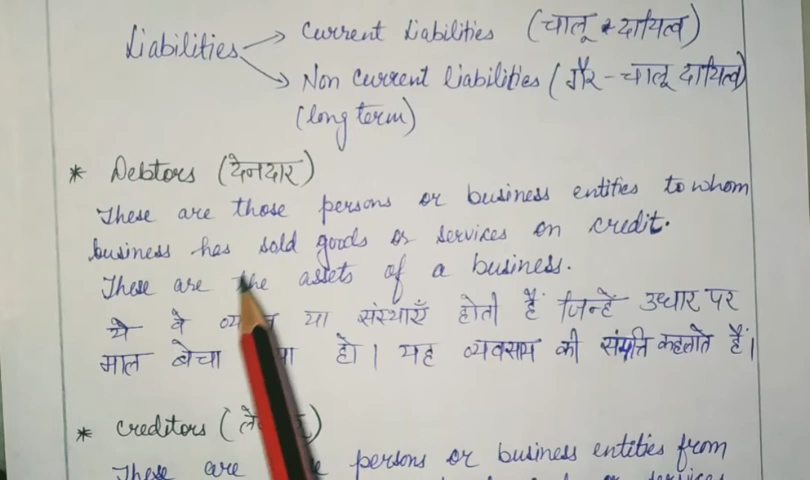 Liabilities → Current Liabilities (चालू दायित्व)
→ Non Current liabilities (गैर-चालू दायित्व)
(long term)
* Debtors (देनदार)
These are those persons or business entities to whom
business has sold goods or services on credit.
These are the assets of a business.
वे या संस्थाएँ होती हैं जिन्हें उधार पर
माल बेचा हो। यह व्यवसाय की संपत्ति कहलाते हैं।
* Creditors
These are persons or business entities from
or services